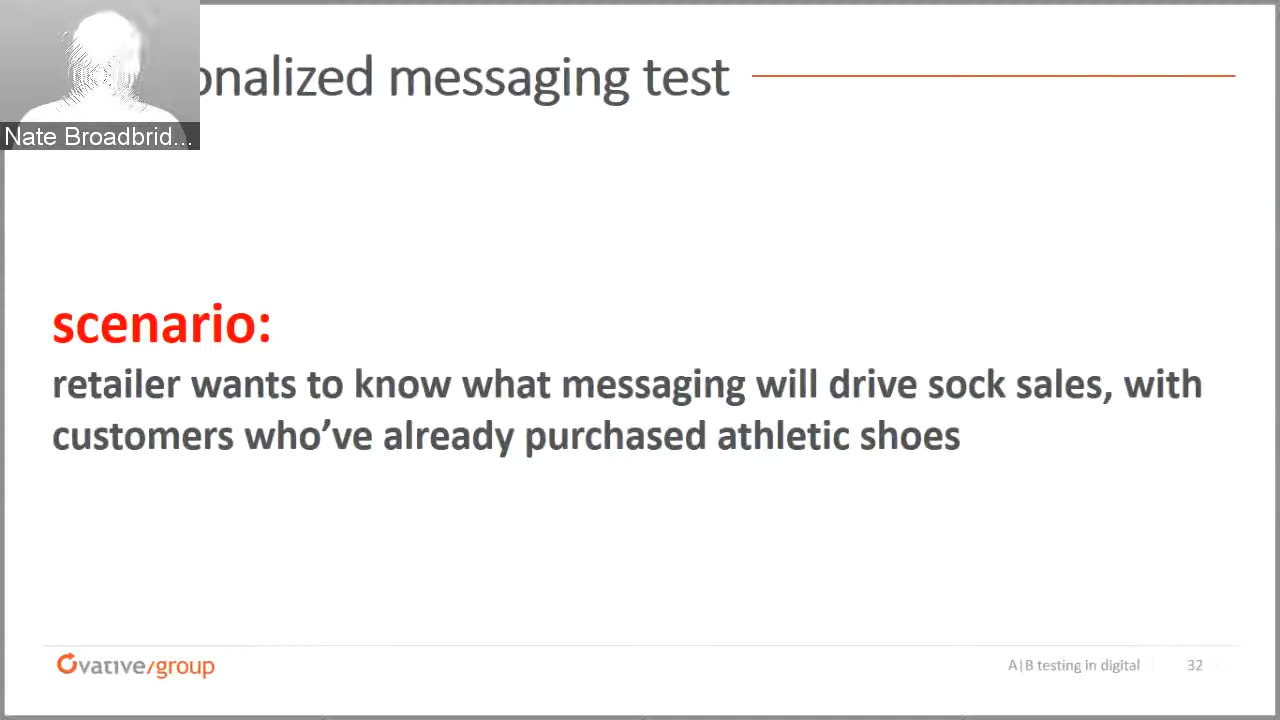 onalized messaging test
Nate Broadbrid...
scenario:
retailer wants to know what messaging will drive sock sales, with
customers who’ve already purchased athletic shoes
Ovative/group
A|B testing in digital
32